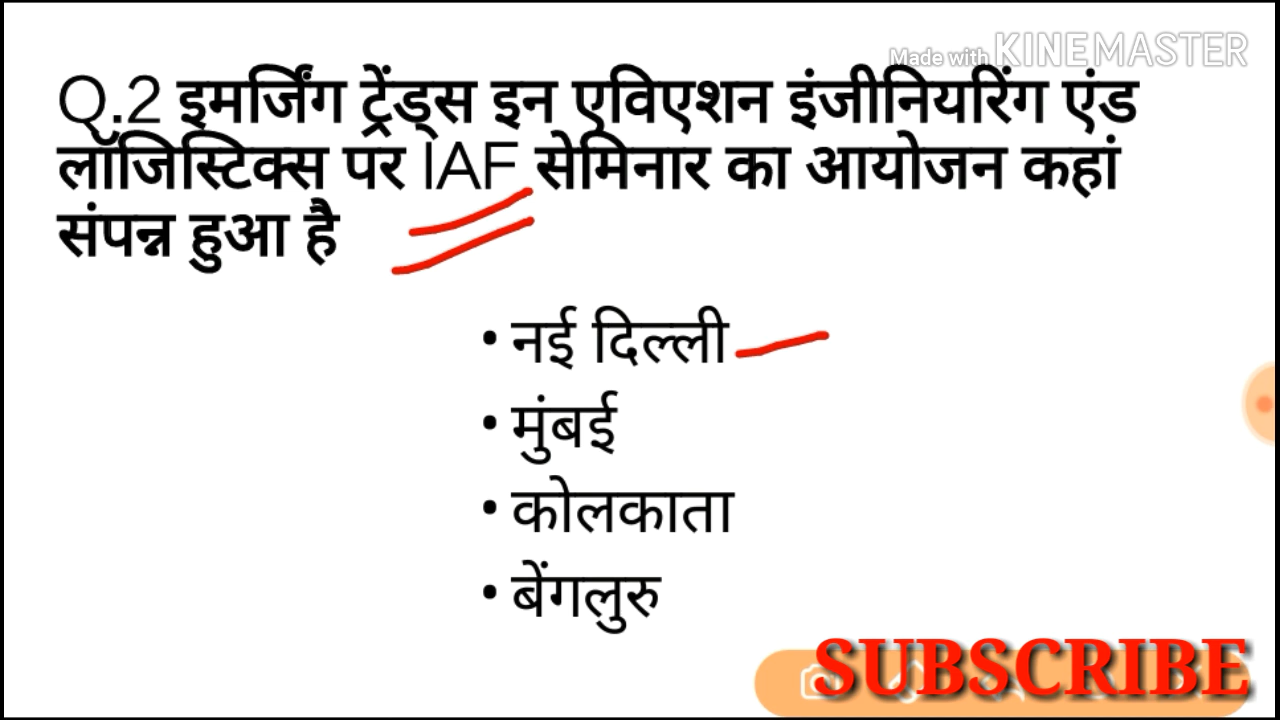 Made with KINEMASTER
Q.2 इमर्जिंग ट्रेंड्स इन एविएशन इंजीनियरिंग एंड
लॉजिस्टिक्स पर IAF सेमिनार का आयोजन कहां
संपन्न हुआ है
• नई दिल्ली
• मुंबई
• कोलकाता
• बेंगलुरु
SUBSCRIBE